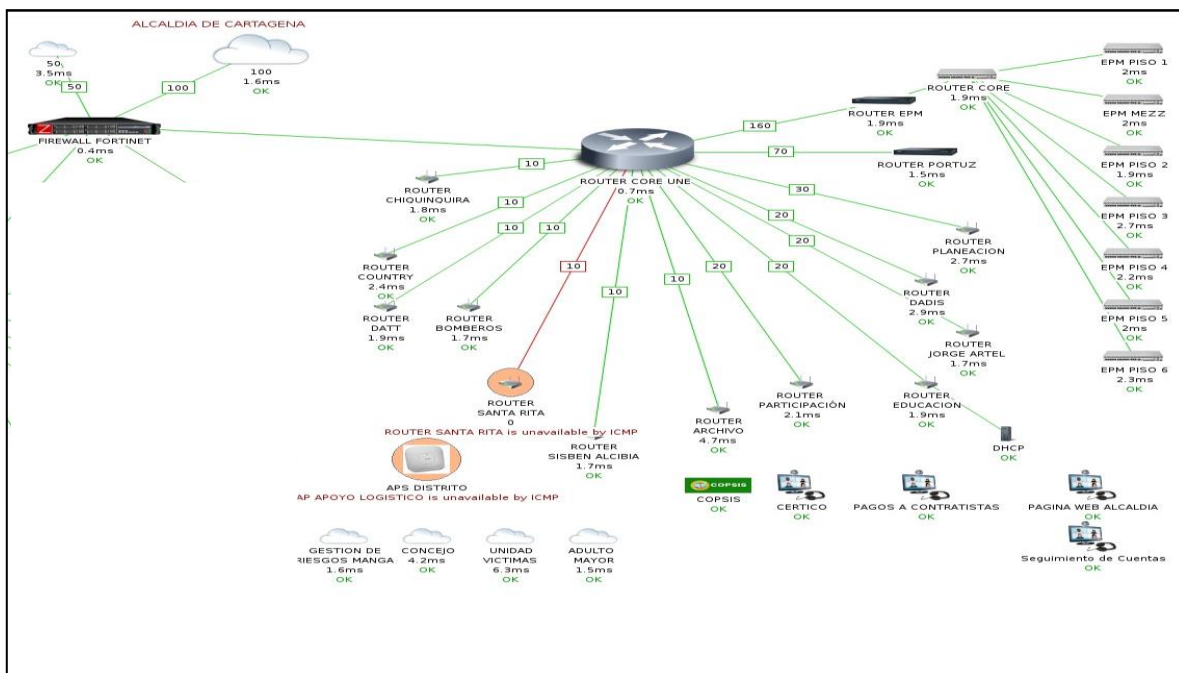 ALCALDIA DE CARTAGENA
50
3.5ms
OK
100
1.6ms
OK
50
100
FIREWALL FORTINET
0.4ms
OK
ROUTER CORE UNE
0.7ms
OK
160
ROUTER EPM
1.9ms
OK
ROUTER CORE
1.9ms
OK
70
ROUTER PORTUZ
1.5ms
OK
EPM PISO 1
2ms
OK
EPM MEZZ
2ms
OK
EPM PISO 2
1.9ms
OK
EPM PISO 3
2.7ms
OK
EPM PISO 4
2.2ms
OK
EPM PISO 5
2ms
OK
EPM PISO 6
2.3ms
OK
10
ROUTER
CHIQUINQUIRA
1.8ms
OK
10
ROUTER
COUNTRY
2.4ms
OK
10
ROUTER
DATT
1.9ms
OK
10
ROUTER
BOMBEROS
1.7ms
OK
10
ROUTER
SANTA RITA
0
ROUTER SANTA RITA is unavailable by ICMP
10
ROUTER
SISBEN ALCIBIA
1.7ms
OK
10
ROUTER
ARCHIVO
4.7ms
OK
20
ROUTER
PARTICIPACIÓN
2.1ms
OK
20
ROUTER
EDUCACION
1.9ms
OK
20
ROUTER
JORGE ARTEL
1.7ms
OK
20
ROUTER
DADIS
2.9ms
OK
30
ROUTER
PLANEACION
2.7ms
OK
DHCP
OK
APS DISTRITO
AP APOYO LOGISTICO is unavailable by ICMP
COPSIS
COPSIS
OK
CERTICO
OK
PAGOS A CONTRATISTAS
OK
PAGINA WEB ALCALDIA
OK
Seguimiento de Cuentas
OK
GESTION DE
RIESGOS MANGA
1.6ms
OK
CONCEJO
4.2ms
OK
UNIDAD
VICTIMAS
6.3ms
OK
ADULTO
MAYOR
1.5ms
OK